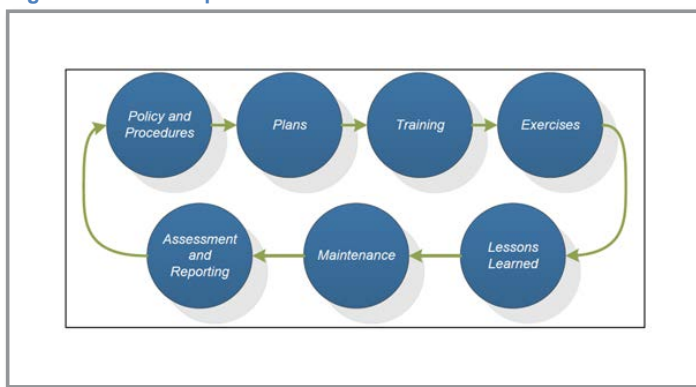 Policy and
Procedures
Plans
Training
Exercises
Assessment
and
Reporting
Maintenance
Lessons
Learned